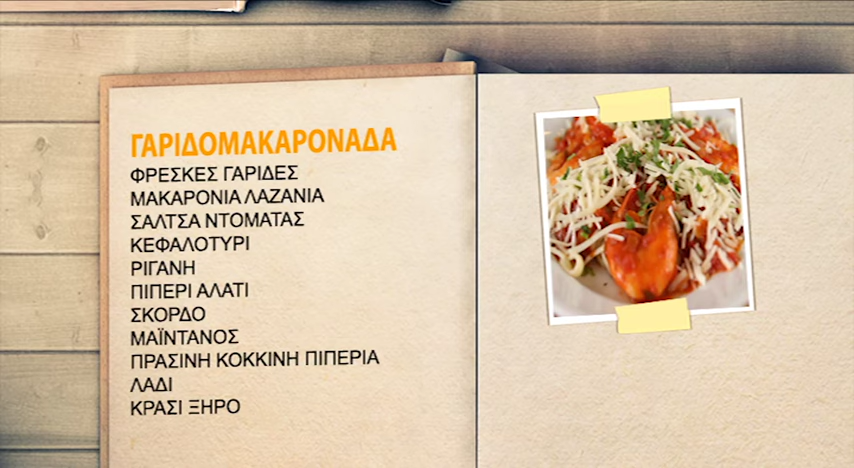 ΓΑΡΙΔΟΜΑΚΑΡΟΝΑΔΑ
ΦΡΕΣΚΕΣ ΓΑΡΙΔΕΣ
ΜΑΚΑΡΟΝΙΑ ΛΑΖΑΝΙΑ
ΣΑΛΤΣΑ ΝΤΟΜΑΤΑΣ
ΚΕΦΑΛΟΤΥΡΙ
ΡΙΓΑΝΗ
ΠΙΠΕΡΙ ΑΛΑΤΙ
ΣΚΟΡΔΟ
ΜΑΪΝΤΑΝΟΣ
ΠΡΑΣΙΝΗ ΚΟΚΚΙΝΗ ΠΙΠΕΡΙΑ
ΛΑΔΙ
ΚΡΑΣΙ ΞΗΡΟ